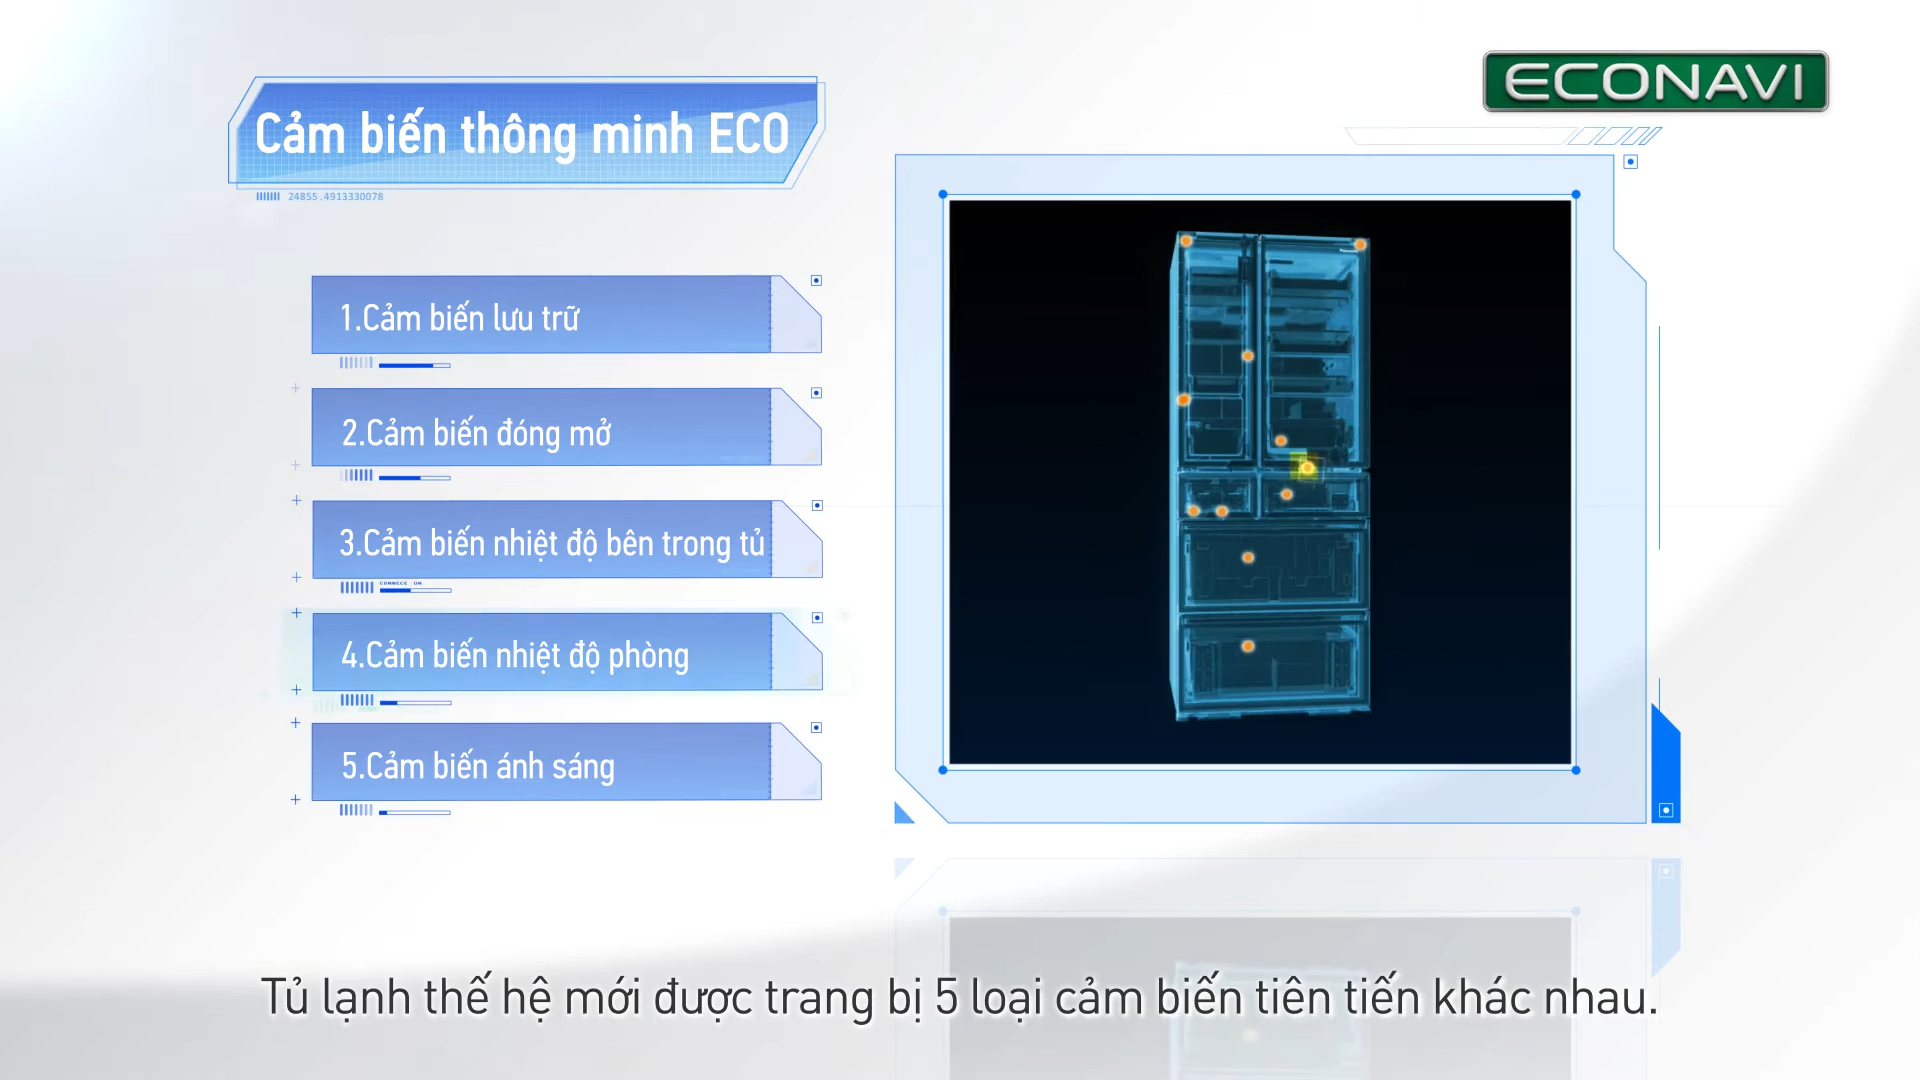 ECONAVI
Cảm biến thông minh ECO
24855.4913330078
1.Cảm biến lưu trữ
2.Cảm biến đóng mở
3.Cảm biến nhiệt độ bên trong tủ
4.Cảm biến nhiệt độ phòng
5.Cảm biến ánh sáng
Tủ lạnh thế hệ mới được trang bị 5 loại cảm biến tiên tiến khác nhau.